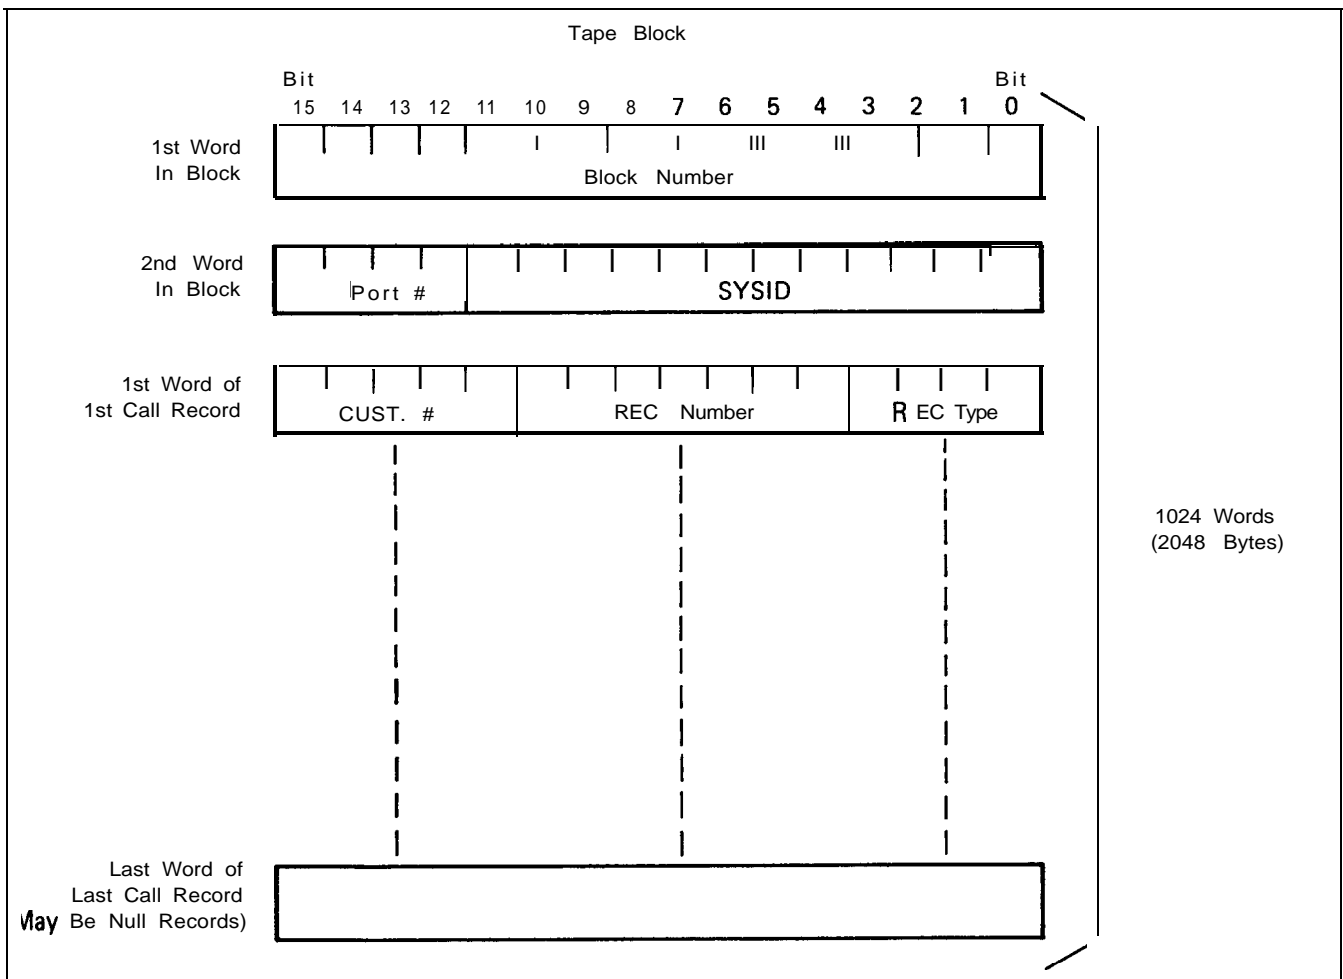 Tape Block
Bit Bit
15 14 13 12 11 10 9 8 7 6 5 4 3 2 1 0
1st Word
In Block
Block Number
2nd Word
In Block
Port #
SYSID
1st Word of
1st Call Record
CUST. #
REC Number
R EC Type
1024 Words
(2048 Bytes)
Last Word of
Last Call Record
May Be Null Records)